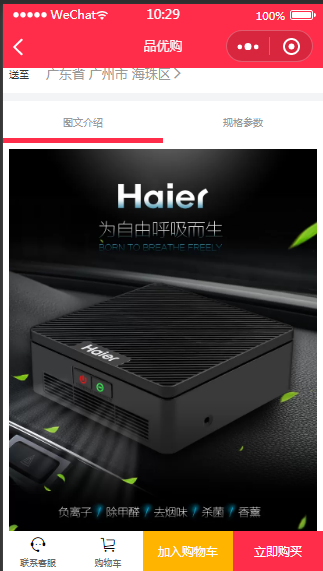 WeChat 10:29 100%
品优购
送至 广东省 广州市 海珠区
图文介绍 规格参数
Haier
为自由呼吸而生
BORN TO BREATHE FREELY
Haier
负离子 / 除甲醛 / 去烟味 / 杀菌 / 香薰
联系客服 购物车 加入购物车 立即购买